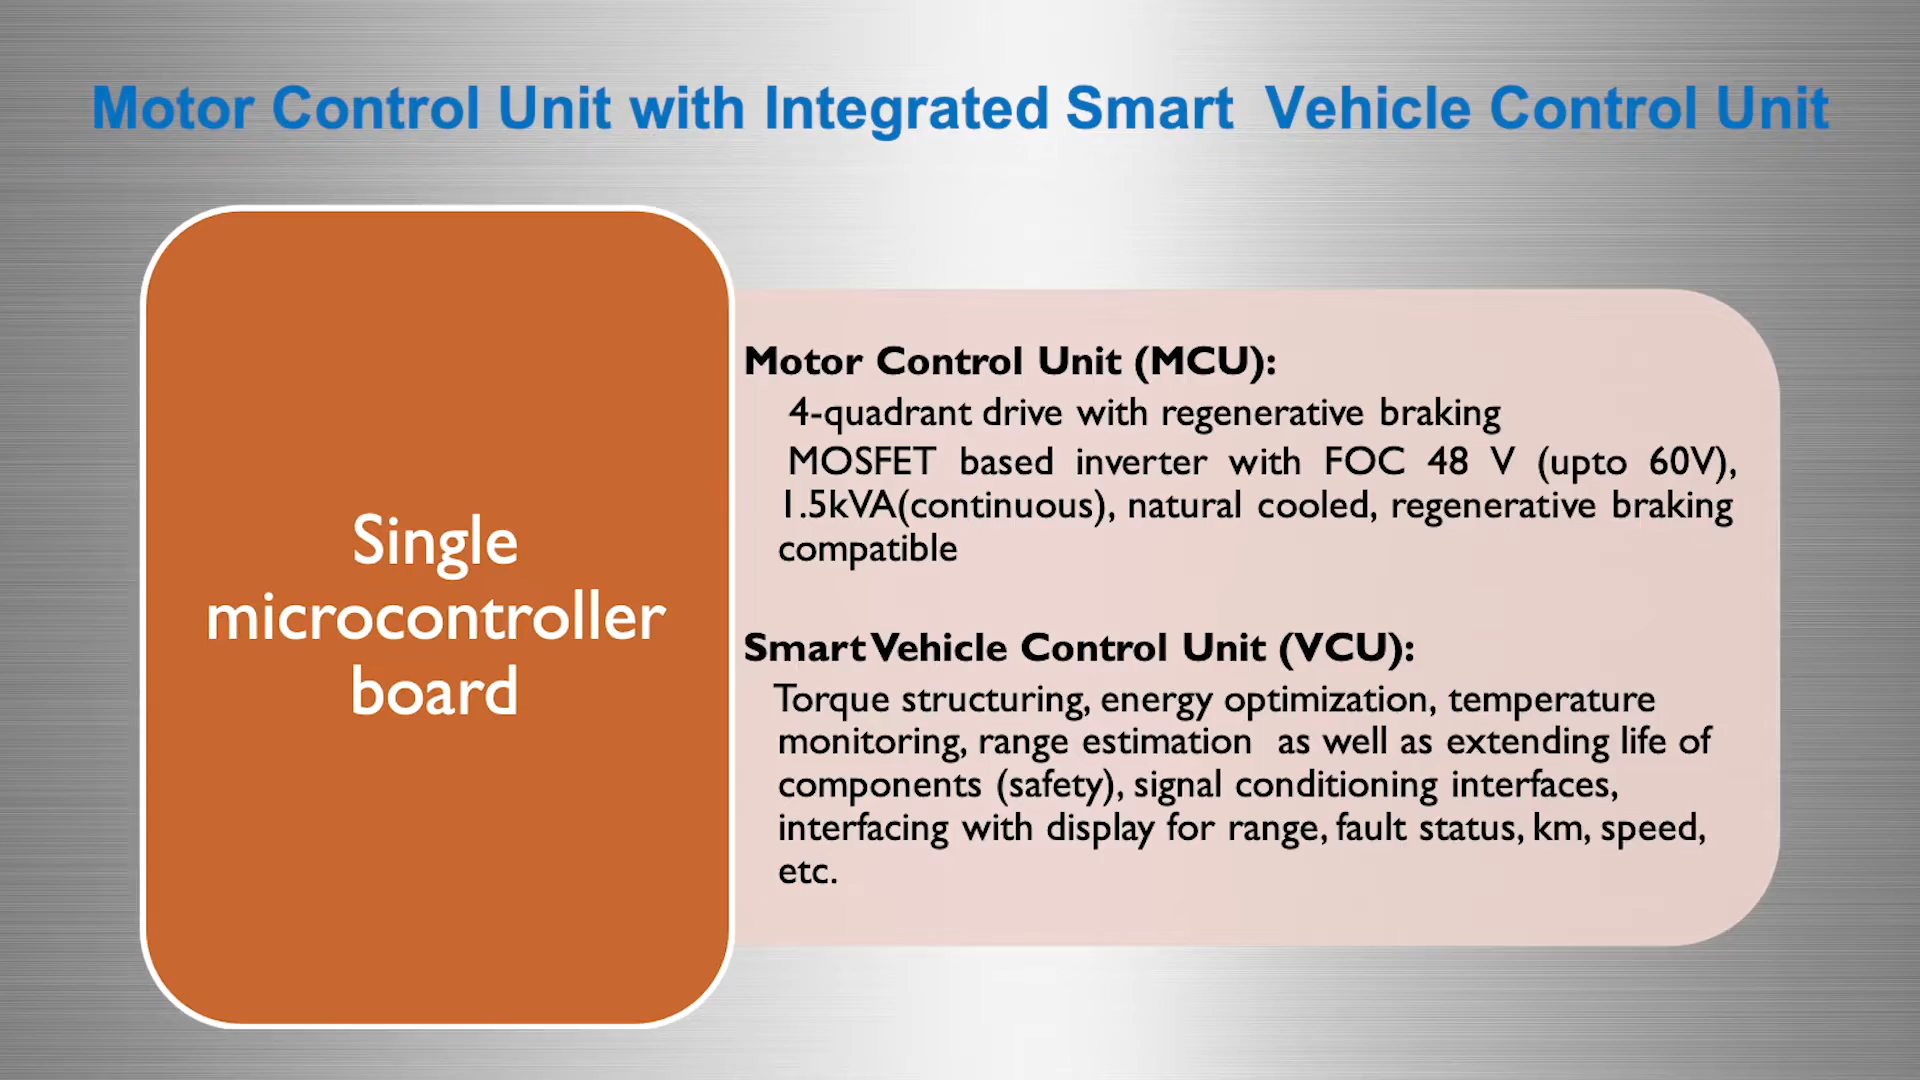 Motor Control Unit with Integrated Smart Vehicle Control Unit
Single
microcontroller
board
Motor Control Unit (MCU):
4-quadrant drive with regenerative braking
MOSFET based inverter with FOC 48 V (upto 60V),
1.5kVA(continuous), natural cooled, regenerative braking
compatible
Smart Vehicle Control Unit (VCU):
Torque structuring, energy optimization, temperature
monitoring, range estimation as well as extending life of
components (safety), signal conditioning interfaces,
interfacing with display for range, fault status, km, speed,
etc.